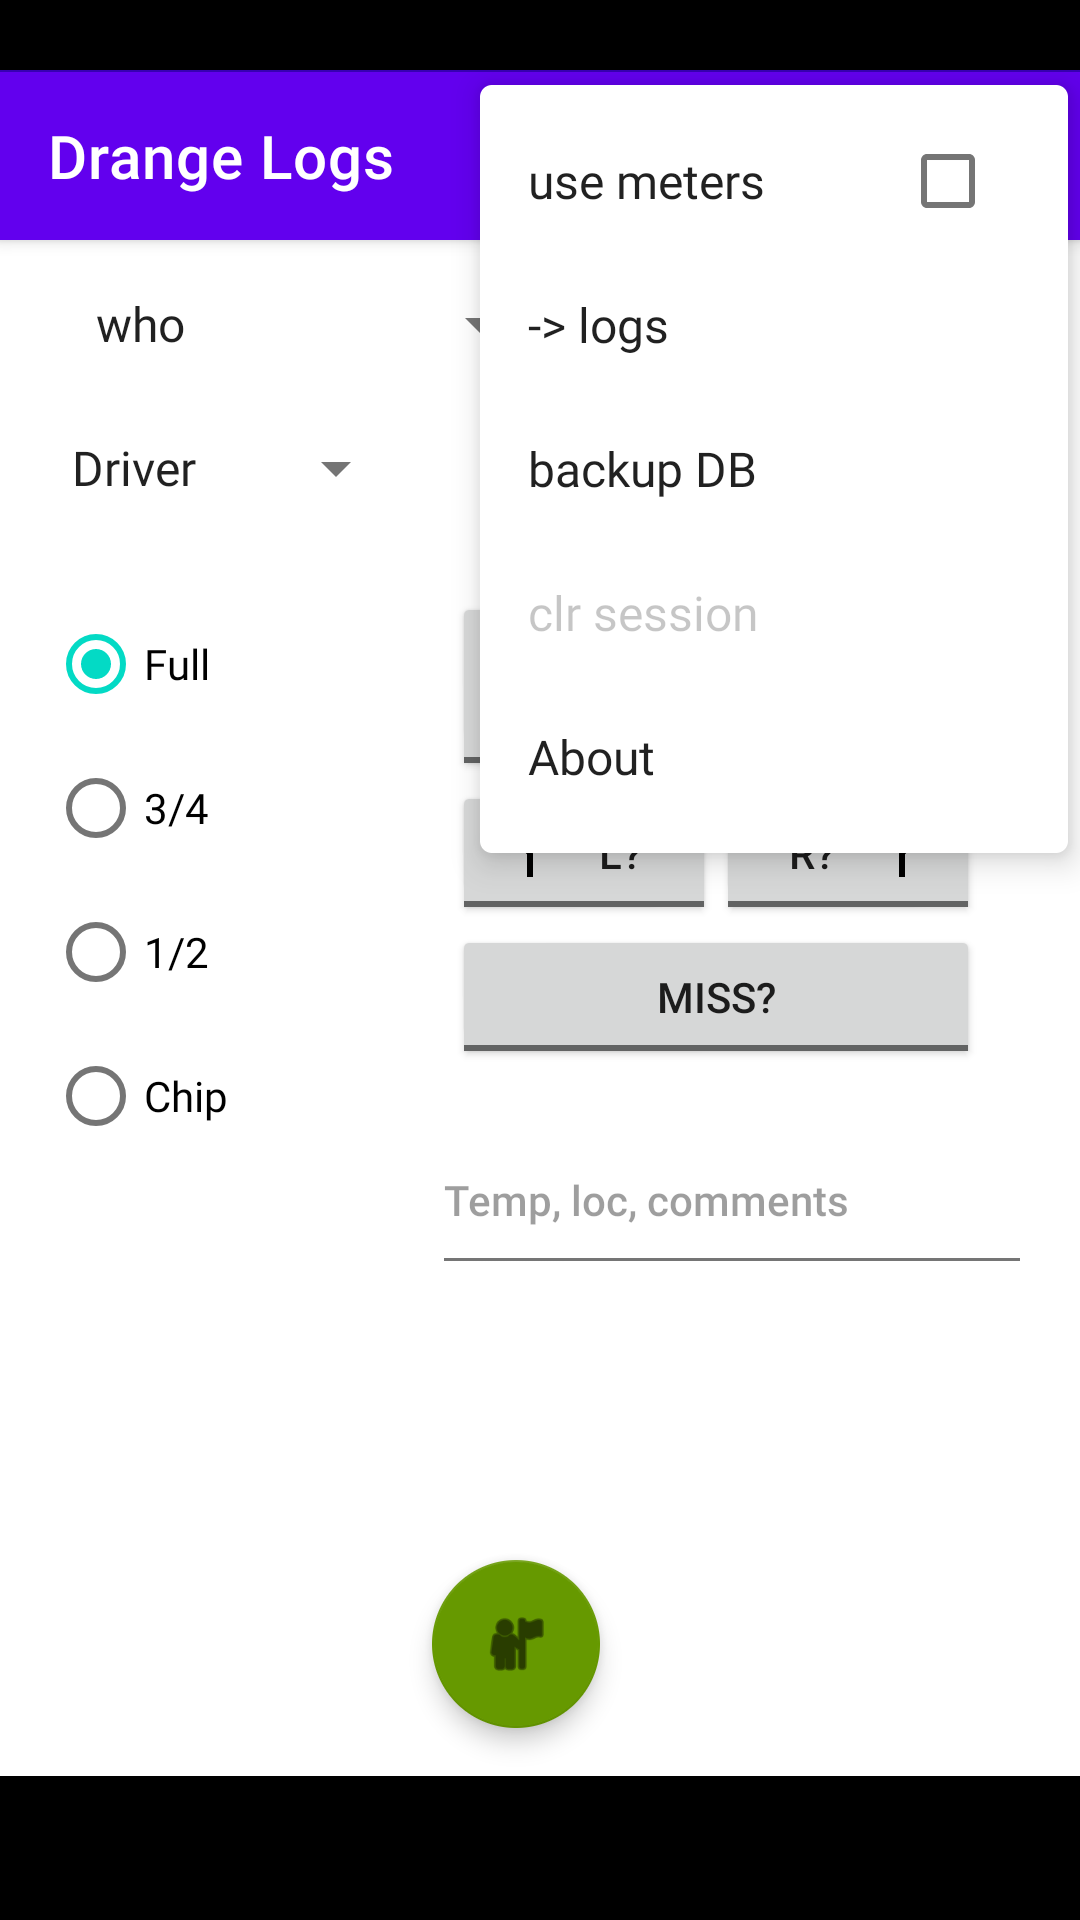 Drange Logs
use meters
who
-> logs
Driver
backup DB
clr session
Full
About
3/4
L?
R?
1/2
MISS?
Chip
Temp, loc, comments